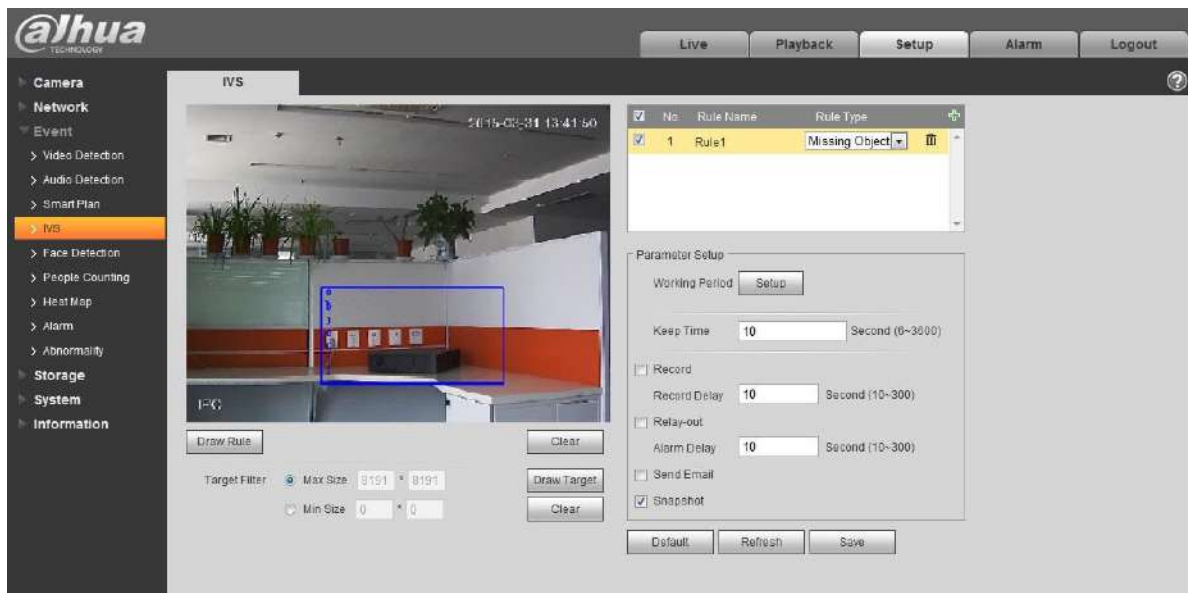 alhua
TECHNOLOGY
Live
Playback
Setup
Alarm
Logout
Camera
Network
Event
Video Detection
Audio Detection
Smart Plan
IVS
Face Detection
People Counting
Heat Map
Alarm
Abnormality
Storage
System
Information
IVS
2015-03-31 13:41:50
IPC
Draw Rule
Clear
Target Filter Max Size 8191 * 8191 Draw Target
Min Size 0 * 0 Clear
No. Rule Name Rule Type
1 Rule1 Missing Object
Parameter Setup
Working Period Setup
Keep Time 10 Second (6~3600)
Record
Record Delay 10 Second (10~300)
Relay-out
Alarm Delay 10 Second (10~300)
Send Email
Snapshot
Default Refresh Save